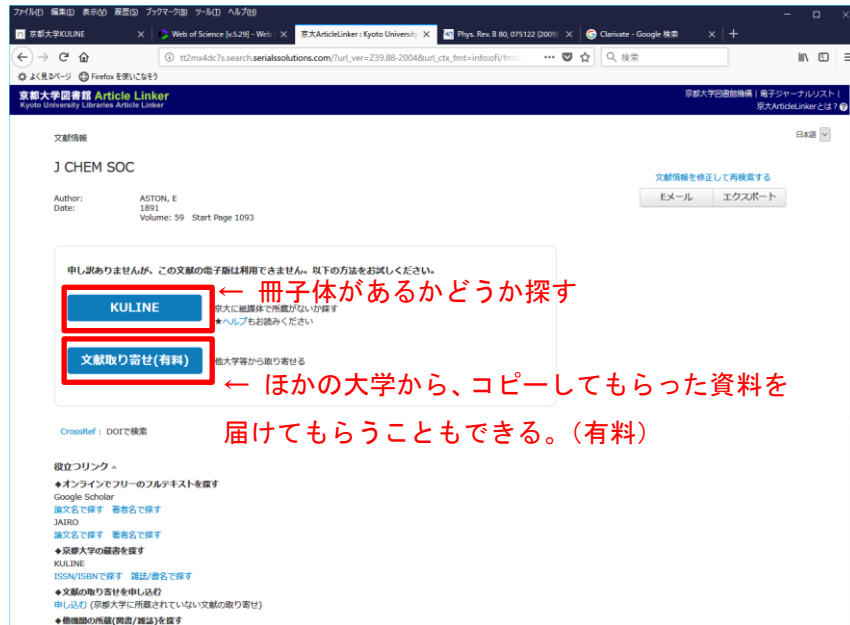 ファイル(F) 編集(E) 表示(V) 履歴(S) ブックマーク(B) ツール(T) ヘルプ(H)
京都大学KULINE
Web of Science [v.5.29] - Web
京大ArticleLinker : Kyoto University
Phys. Rev. B 80, 075122 (2009)
Clarivate - Google 検索
tt2mx4dc7s.search.serialssolutions.com/?url_ver=Z39.88-2004&url_ctx_fmt=infoofi/fmt
検索
よく見るページ Firefox を使いこなそう
京都大学図書館 Article Linker
Kyoto University Libraries Article Linker
京都大学図書館機構 | 電子ジャーナルリスト |
京大ArticleLinkerとは?
文献情報
日本語
J CHEM SOC
文献情報を修正して再検索する
Eメール エクスポート
Author: ASTON, E
Date: 1891
Volume: 59 Start Page 1093
申し訳ありませんが、この文献の電子版は利用できません。以下の方法をお試しください。
← 冊子体があるかどうか探す
KULINE
京大に紙媒体で所蔵がないか探す
★ヘルプもお読みください
文献取り寄せ(有料)
他大学等から取り寄せる
← ほかの大学から、コピーしてもらった資料を
届けてもらうこともできる。(有料)
CrossRef : DOIで検索
役立つリンク
◆オンラインでフリーのフルテキストを探す
Google Scholar
論文名で探す 著者名で探す
JAIRO
論文名で探す 著者名で探す
◆京都大学の蔵書を探す
KULINE
ISSN/ISBNで探す 雑誌/書名で探す
◆文献の取り寄せを申し込む
申し込む (京都大学に所蔵されていない文献の取り寄せ)
◆他機関の所蔵(図書/雑誌)を探す